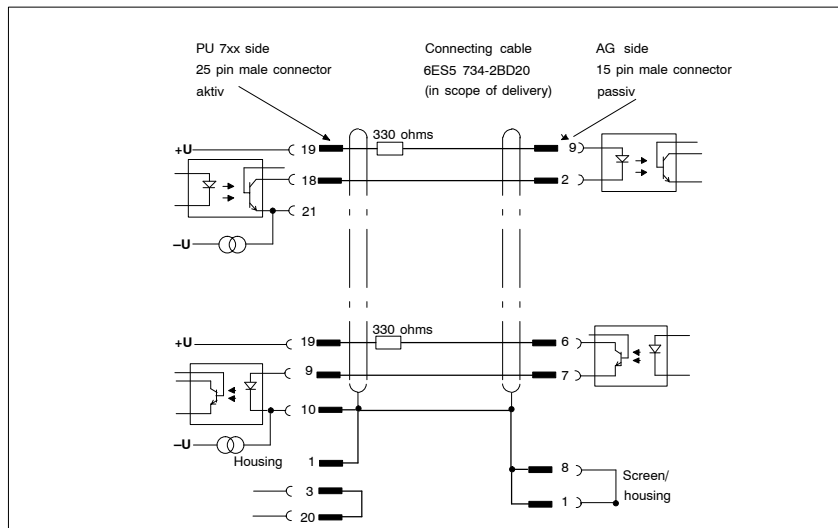 PU 7xx side
25 pin male connector
aktiv
Connecting cable
6ES5 734-2BD20
(in scope of delivery)
AG side
15 pin male connector
passiv
330 ohms
+U
19
9
18
2
21
–U
330 ohms
+U
19
6
9
7
10
–U
Housing
1
8
Screen/
housing
3
1
20